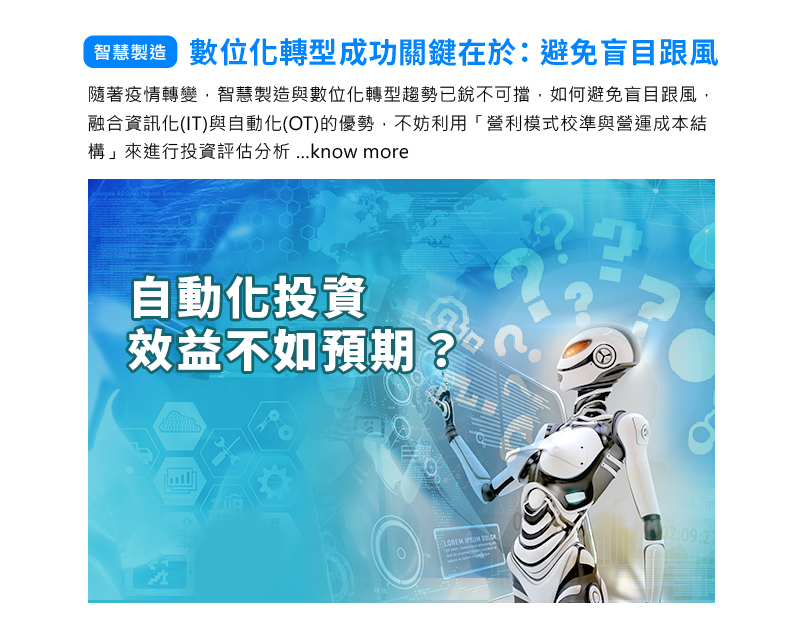 智慧製造 數位化轉型成功關鍵在於：避免盲目跟風
隨著疫情轉變，智慧製造與數位化轉型趨勢已銳不可擋，如何避免盲目跟風，
融合資訊化(IT)與自動化(OT)的優勢，不妨利用「營利模式校準與營運成本結
構」來進行投資評估分析 ...know more
自動化投資
效益不如預期？
LOREM IPSUM DOLOR